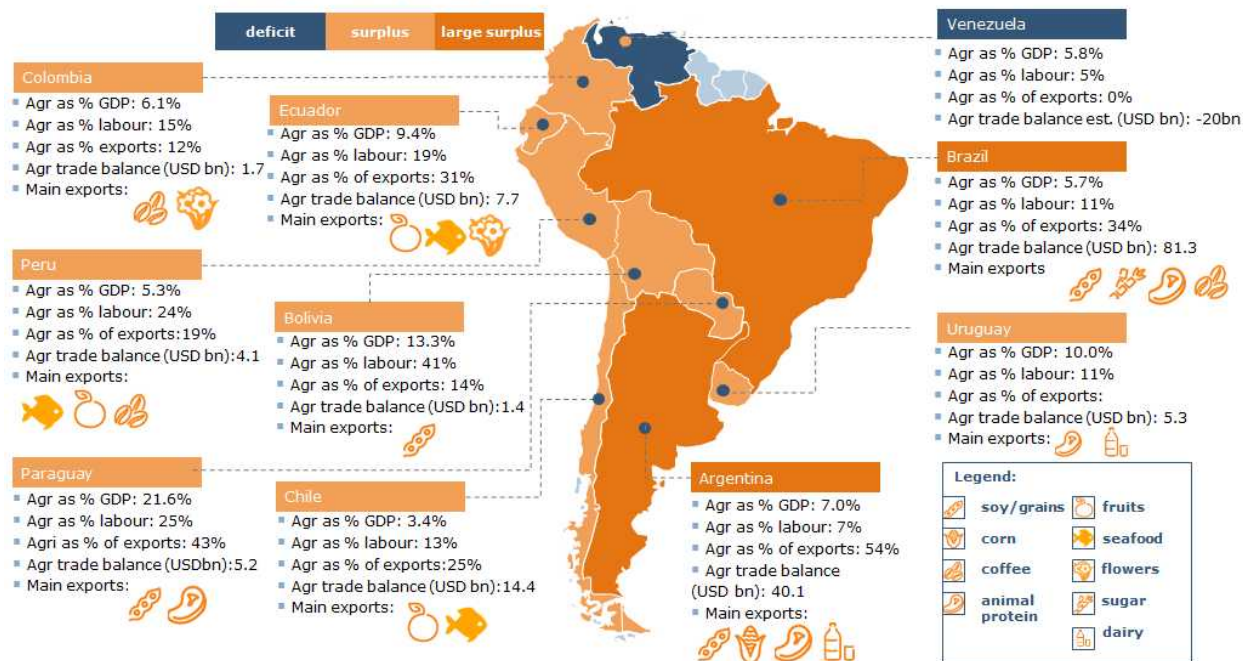 deficit surplus large surplus
Colombia
Agr as % GDP: 6.1%
Agr as % labour: 15%
Agr as % exports: 12%
Agr trade balance (USD bn): 1.7
Main exports:
Ecuador
Agr as % GDP: 9.4%
Agr as % labour: 19%
Agr as % of exports: 31%
Agr trade balance (USD bn): 7.7
Main exports:
Peru
Agr as % GDP: 5.3%
Agr as % labour: 24%
Agr as % of exports:19%
Agr trade balance (USD bn):4.1
Main exports:
Bolivia
Agr as % GDP: 13.3%
Agr as % labour: 41%
Agr as % of exports: 14%
Agr trade balance (USD bn):1.4
Main exports:
Paraguay
Agr as % GDP: 21.6%
Agr as % labour: 25%
Agri as % of exports: 43%
Agr trade balance (USDbn):5.2
Main exports:
Chile
Agr as % GDP: 3.4%
Agr as % labour: 13%
Agr as % of exports:25%
Agr trade balance (USD bn):14.4
Main exports:
Venezuela
Agr as % GDP: 5.8%
Agr as % labour: 5%
Agr as % of exports: 0%
Agr trade balance est. (USD bn): -20bn
Brazil
Agr as % GDP: 5.7%
Agr as % labour: 11%
Agr as % of exports: 34%
Agr trade balance (USD bn): 81.3
Main exports
Uruguay
Agr as % GDP: 10.0%
Agr as % labour: 11%
Agr as % of exports:
Agr trade balance (USD bn): 5.3
Main exports:
Argentina
Agr as % GDP: 7.0%
Agr as % labour: 7%
Agr as % of exports: 54%
Agr trade balance
(USD bn): 40.1
Main exports:
Legend:
soy/grains
fruits
corn
seafood
coffee
flowers
animal
protein
sugar
dairy